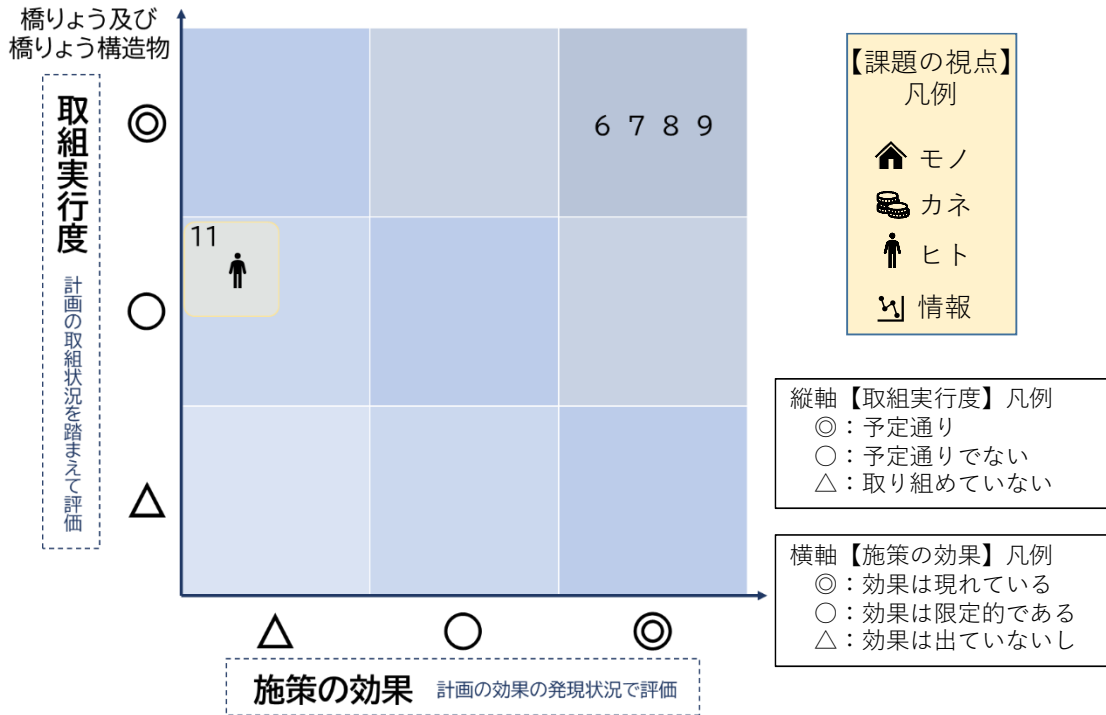 橋りょう及び
橋りょう構造物
取組実行度
計画の取組状況を踏まえて評価
◎
○
△
6 7 8 9
11
△
○
◎
施策の効果 計画の効果の発現状況で評価
【課題の視点】
凡例
モノ
カネ
ヒト
情報
縦軸【取組実行度】凡例
◎：予定通り
○：予定通りでない
△：取り組めていない
横軸【施策の効果】凡例
◎：効果は現れている
○：効果は限定的である
△：効果は出ていないし